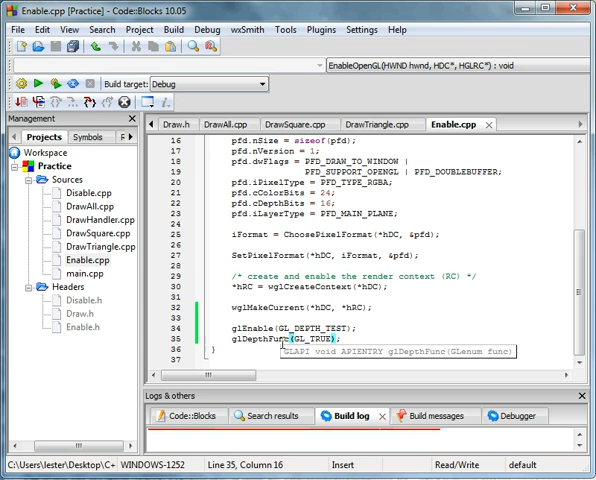 Enable.cpp [Practice] - Code::Blocks 10.05
File Edit View Search Project Build Debug wxSmith Tools Plugins Settings Help
EnableOpenGL(HWND hwnd, HDC*, HGLRC*) : void
Build target: Debug
Management
Projects Symbols R
Workspace
Practice
Sources
Disable.cpp
DrawAll.cpp
DrawHandler.cpp
DrawSquare.cpp
DrawTriangle.cpp
Enable.cpp
main.cpp
Headers
Disable.h
Draw.h
Enable.h
Draw.h DrawAll.cpp DrawSquare.cpp DrawTriangle.cpp Enable.cpp
16 pfd.nSize = sizeof(pfd);
17 pfd.nVersion = 1;
18 pfd.dwFlags = PFD_DRAW_TO_WINDOW |
19 PFD_SUPPORT_OPENGL | PFD_DOUBLEBUFFER;
20 pfd.iPixelType = PFD_TYPE_RGBA;
21 pfd.cColorBits = 24;
22 pfd.cDepthBits = 16;
23 pfd.iLayerType = PFD_MAIN_PLANE;
24
25 iFormat = ChoosePixelFormat(*hDC, &pfd);
26
27 SetPixelFormat(*hDC, iFormat, &pfd);
28
29 /* create and enable the render context (RC) */
30 *hRC = wglCreateContext(*hDC);
31
32 wglMakeCurrent(*hDC, *hRC);
33
34 glEnable(GL_DEPTH_TEST);
35 glDepthFunc(GL_TRUE);
36 }
37
GLAPI void APIENTRY glDepthFunc(GLenum func)
Logs & others
Code::Blocks Search results Build log Build messages Debugger
C:\Users\lester\Desktop\C+ WINDOWS-1252 Line 35, Column 16 Insert Read/Write default